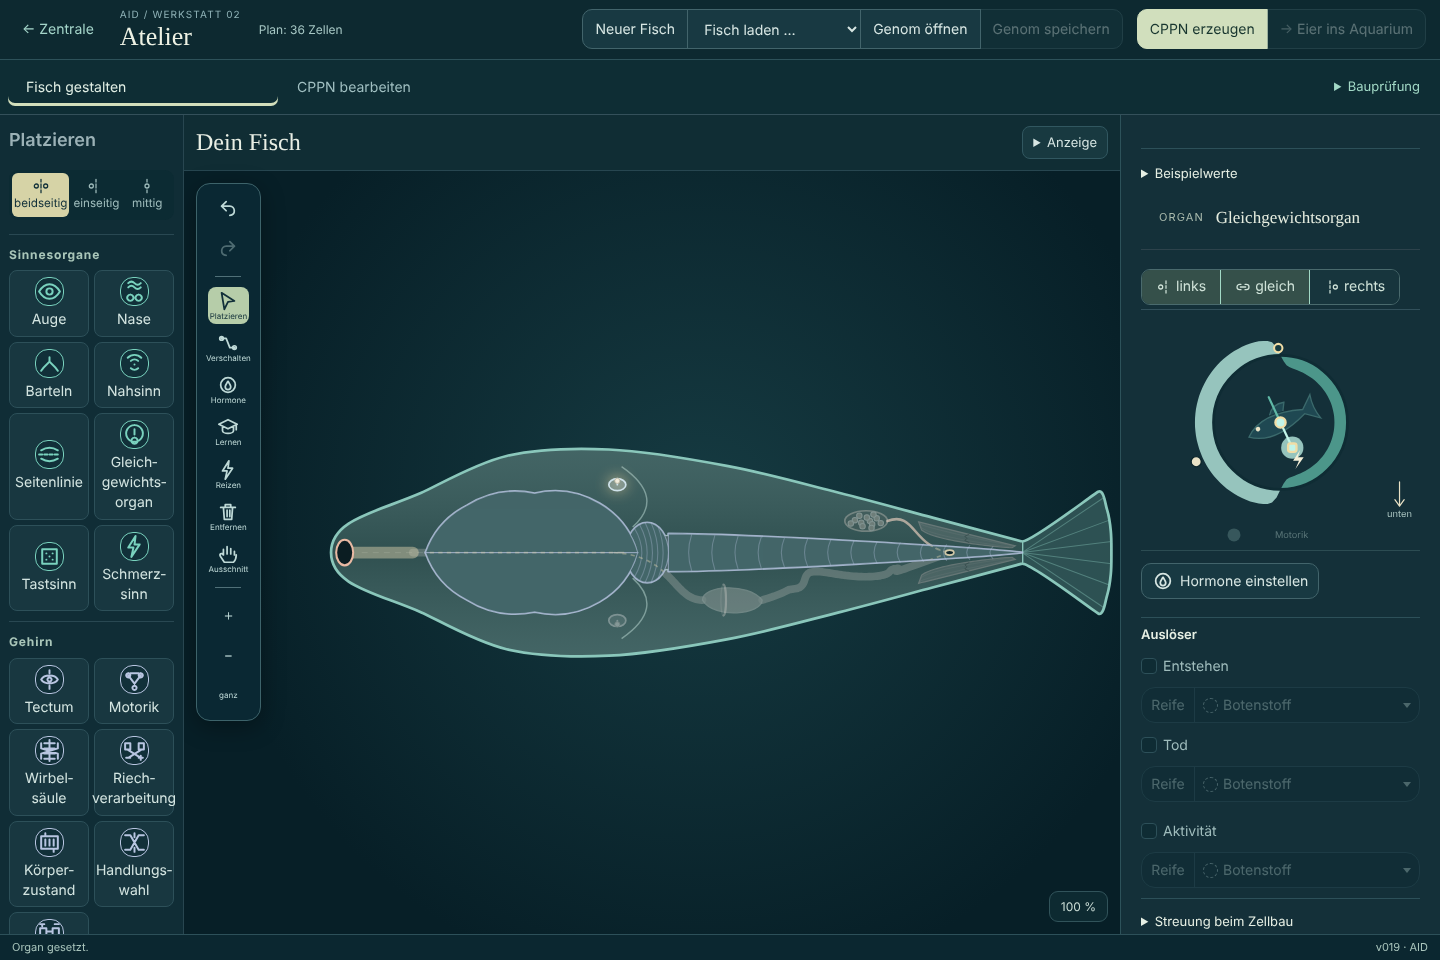 ← Zentrale
AID / WERKSTATT 02
Atelier
Plan: 36 Zellen
Neuer Fisch
Fisch laden ...
Genom öffnen
Genom speichern
CPPN erzeugen
→ Eier ins Aquarium
Fisch gestalten
CPPN bearbeiten
Bauprüfung
Platzieren
beidseitig
einseitig
mittig
Sinnesorgane
Auge
Nase
Barteln
Nahsinn
Seitenlinie
Gleich-
gewichts-
organ
Tastsinn
Schmerz-
sinn
Gehirn
Tectum
Motorik
Wirbel-
säule
Riech-
verarbeitung
Körper-
zustand
Handlungs-
wahl
Dein Fisch
Anzeige
Platzieren
Verschalten
Hormone
Lernen
Reizen
Entfernen
Ausschnitt
+
−
ganz
100 %
Beispielwerte
ORGAN Gleichgewichtsorgan
links
gleich
rechts
unten
Motorik
Hormone einstellen
Auslöser
Entstehen
Reife
Botenstoff
Tod
Reife
Botenstoff
Aktivität
Reife
Botenstoff
Streuung beim Zellbau
Organ gesetzt.
v019 · AID